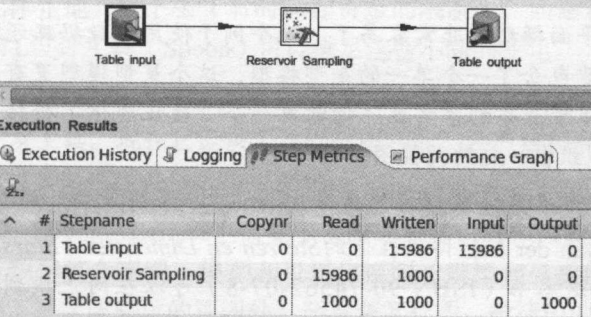 Table input
Reservoir Sampling
Table output
Execution Results
Execution History
Logging
Step Metrics
Performance Graph
# Stepname Copynr Read Written Input Output
1 Table input 0 0 15986 15986 0
2 Reservoir Sampling 0 15986 1000 0 0
3 Table output 0 1000 1000 0 1000